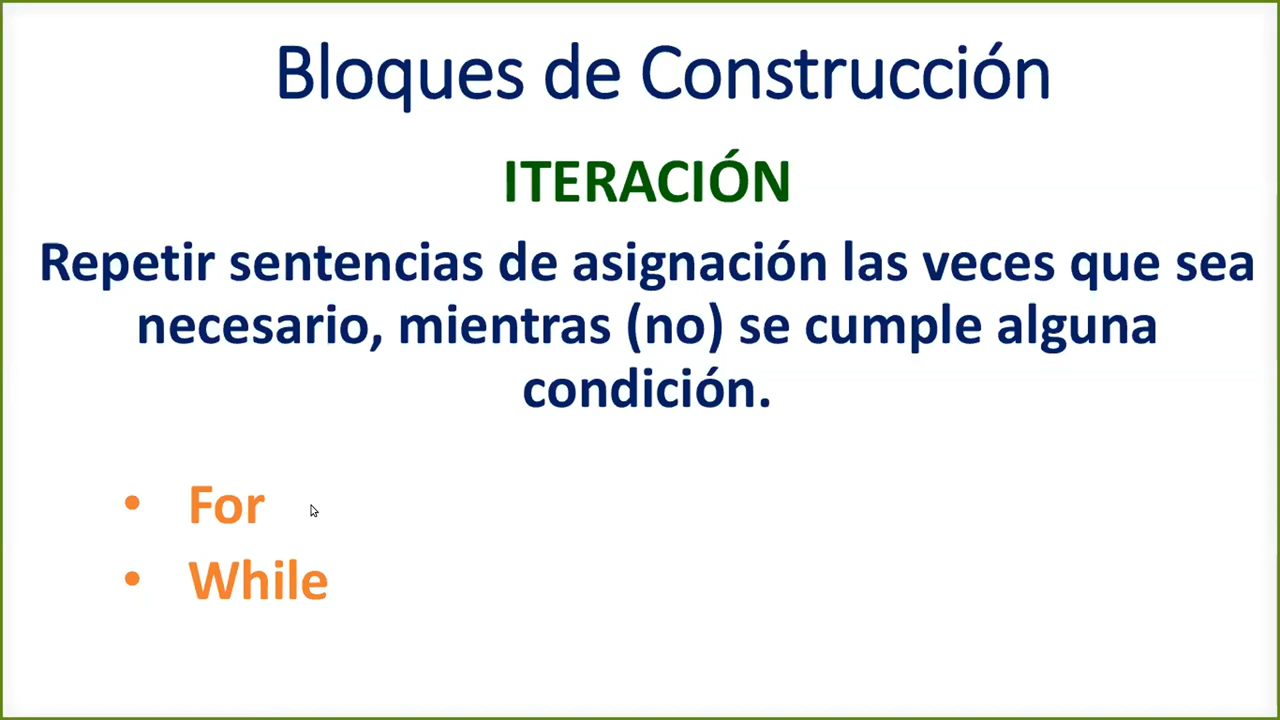 Bloques de Construcción
ITERACIÓN
Repetir sentencias de asignación las veces que sea
necesario, mientras (no) se cumple alguna
condición.
• For
• While